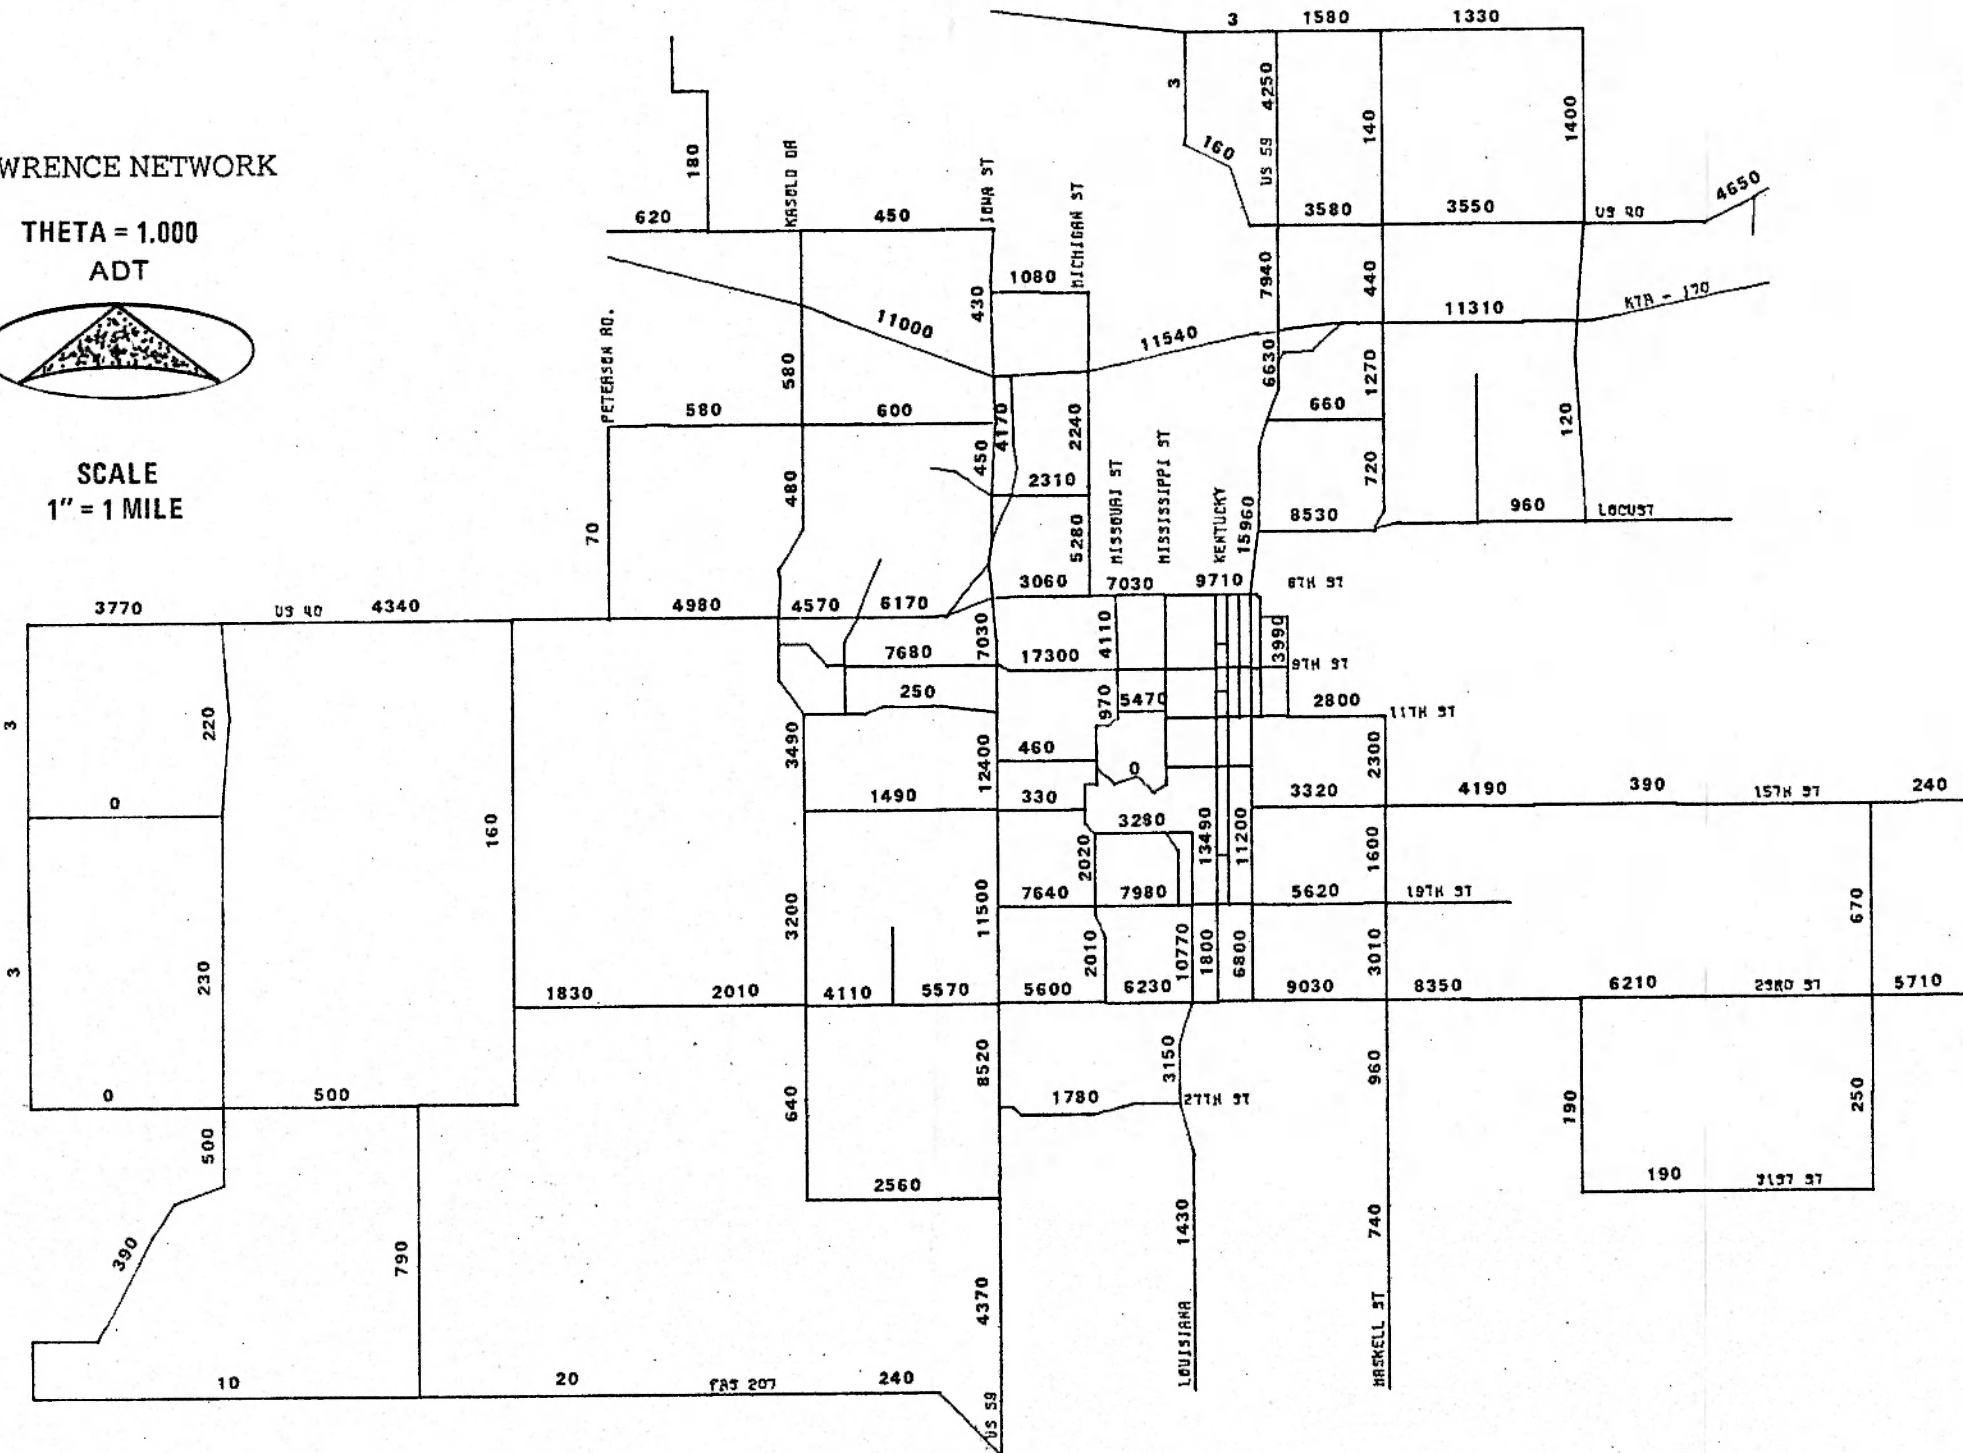 WRENCE NETWORK
THETA = 1.000
ADT
SCALE
1" = 1 MILE
3 1580 1330
3
160
US 59 4250
140
1400
180
620
KASOLD DR
450
IOWA ST
MICHIGAN ST
3580 3550 US 40 4650
1080
430
7940
440
11310 KTA - I70
11000
11540
PETERSON RD.
580
6630
1270
580 600
4170
2240
660
120
450
2310
480
720
MISSOURI ST
MISSISSIPPI ST
KENTUCKY
15960
8530 960 LOCUST
70
5280
3060 7030 9710 6TH ST
3770 US 40 4340 4980 4570 6170
7030
4110
3990
7680 17300 9TH ST
250
970
5470 2800 11TH ST
3
220
3490
12400
460
0
2300
0
160
1490 330 3320 4190 390 15TH ST 240
3280
2020
13490
11200
1600
7640 7980 5620 19TH ST
670
3200
11500
3
230
2010
10770
1800
6800
3010
1830 2010 4110 5570 5600 6230 9030 8350 6210 23RD ST 5710
8520
3150
960
0 500
640
1780 27TH ST
190
250
500
2560
190 31ST ST
390
790
4370
1430
740
LOUISIANA
HASKELL ST
10 20 FAS 207 240
US 59